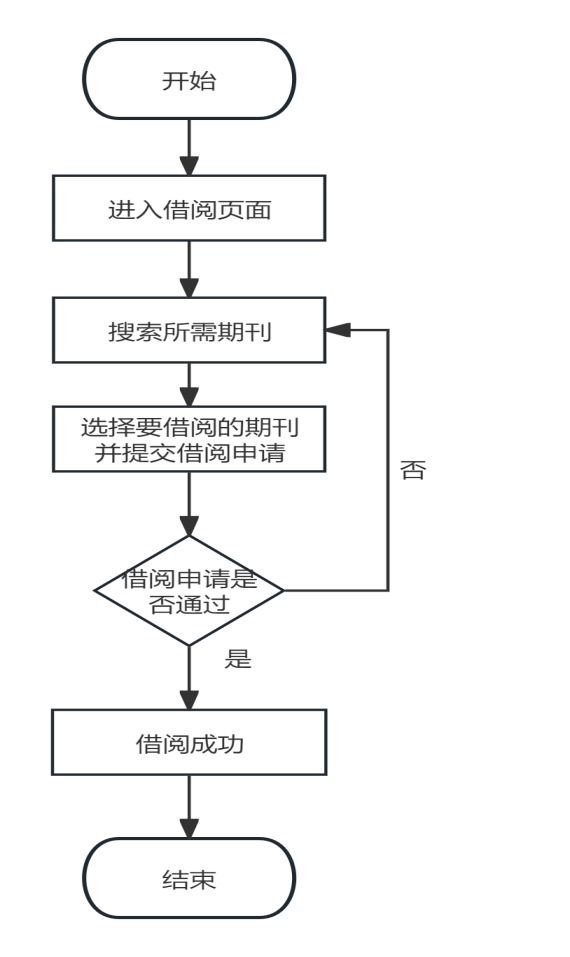 开始
进入借阅页面
搜索所需期刊
选择要借阅的期刊
并提交借阅申请
否
借阅申请是
否通过
是
借阅成功
结束